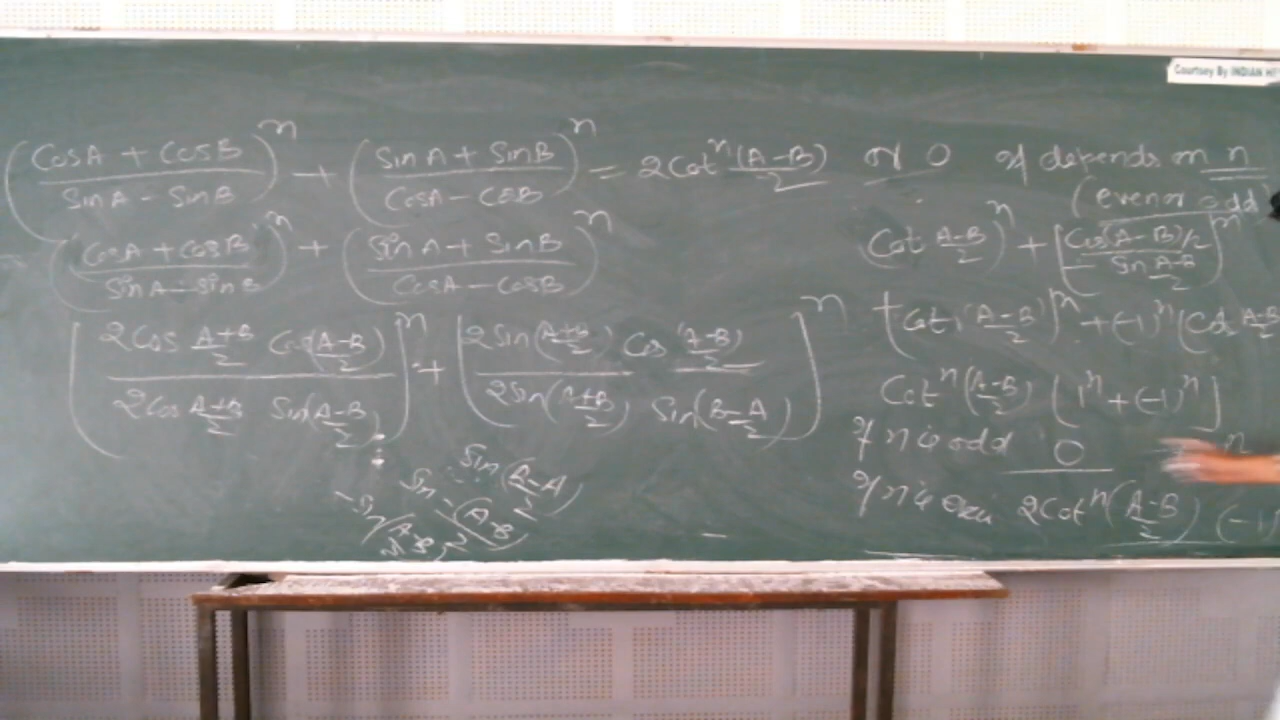 Courtsey By INDIAN
(CosA + CosB / SinA - SinB)^n + (SinA + SinB / CosA - CosB)^n = 2Cot^n (A-B)/2 or 0 If depends on n
(even or odd
(CosA + CosB / SinA - SinB)^n + (SinA + SinB / CosA - CosB)^n
[2Cos A+B/2 Cos(A-B)/2 / 2Cos A+B/2 Sin(A-B)/2]^n + [2Sin(A+B/2) Cos (A-B)/2 / 2Sin(A+B/2) Sin(B-A/2)]^n
Sin(B-A/2)
Sin -(A-B/2)
-Sin(A-B/2)
(Cot A-B/2)^n + [Cos(A-B)/2 / - Sin A-B/2]^n
(Cot (A-B/2))^n + (-1)^n (Cot A-B
Cot^n (A-B/2) [1^n + (-1)^n]
If n is odd 0 n
If n is even 2Cot^n (A-B/2) (-1